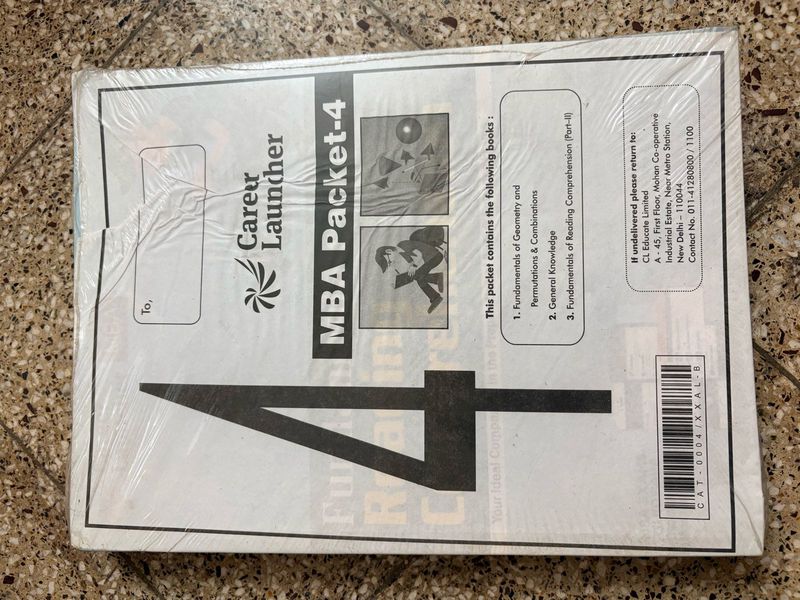 To,
Career
Launcher
MBA Packet-4
This packet contains the following books :
1. Fundamentals of Geometry and
Permutations & Combinations
2. General Knowledge
3. Fundamentals of Reading Comprehension (Part-II)
4
If undelivered please return to:
CL Educate Limited
A - 45, First Floor, Mohan Co-operative
Industrial Estate, Near Metro Station,
New Delhi – 110044
Contact No. 011-41280800 / 1100
CAT-0004/XXAL-B